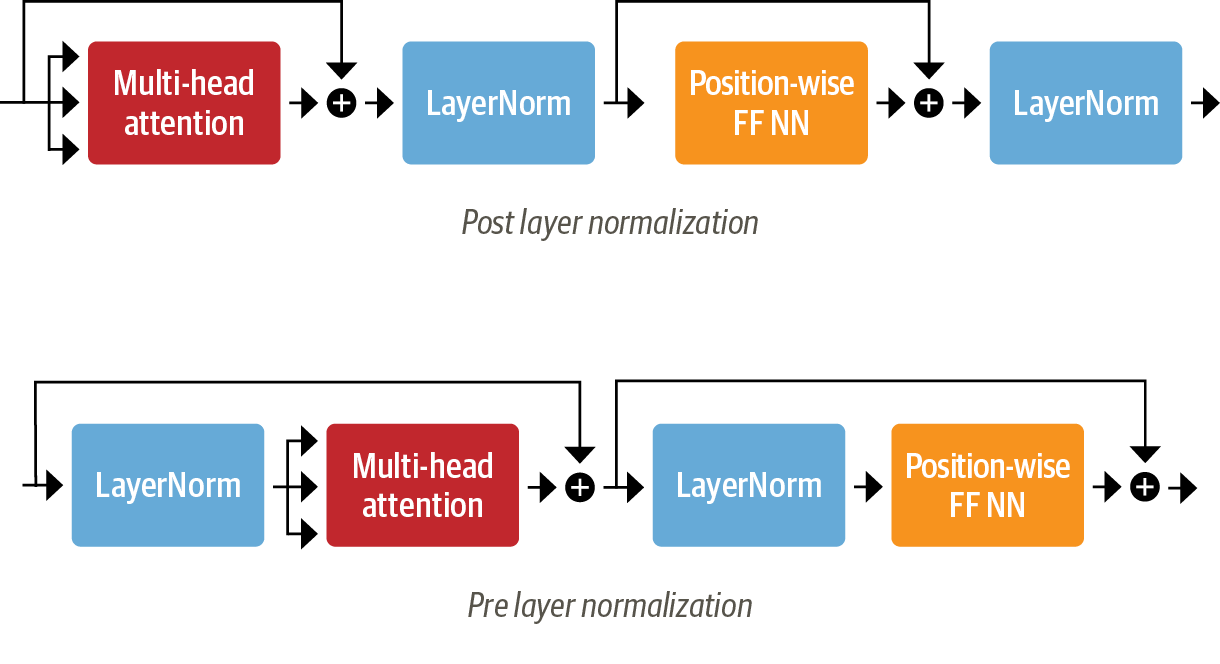 Multi-head
attention
LayerNorm
Position-wise
FF NN
LayerNorm
Post layer normalization
LayerNorm
Multi-head
attention
LayerNorm
Position-wise
FF NN
Pre layer normalization